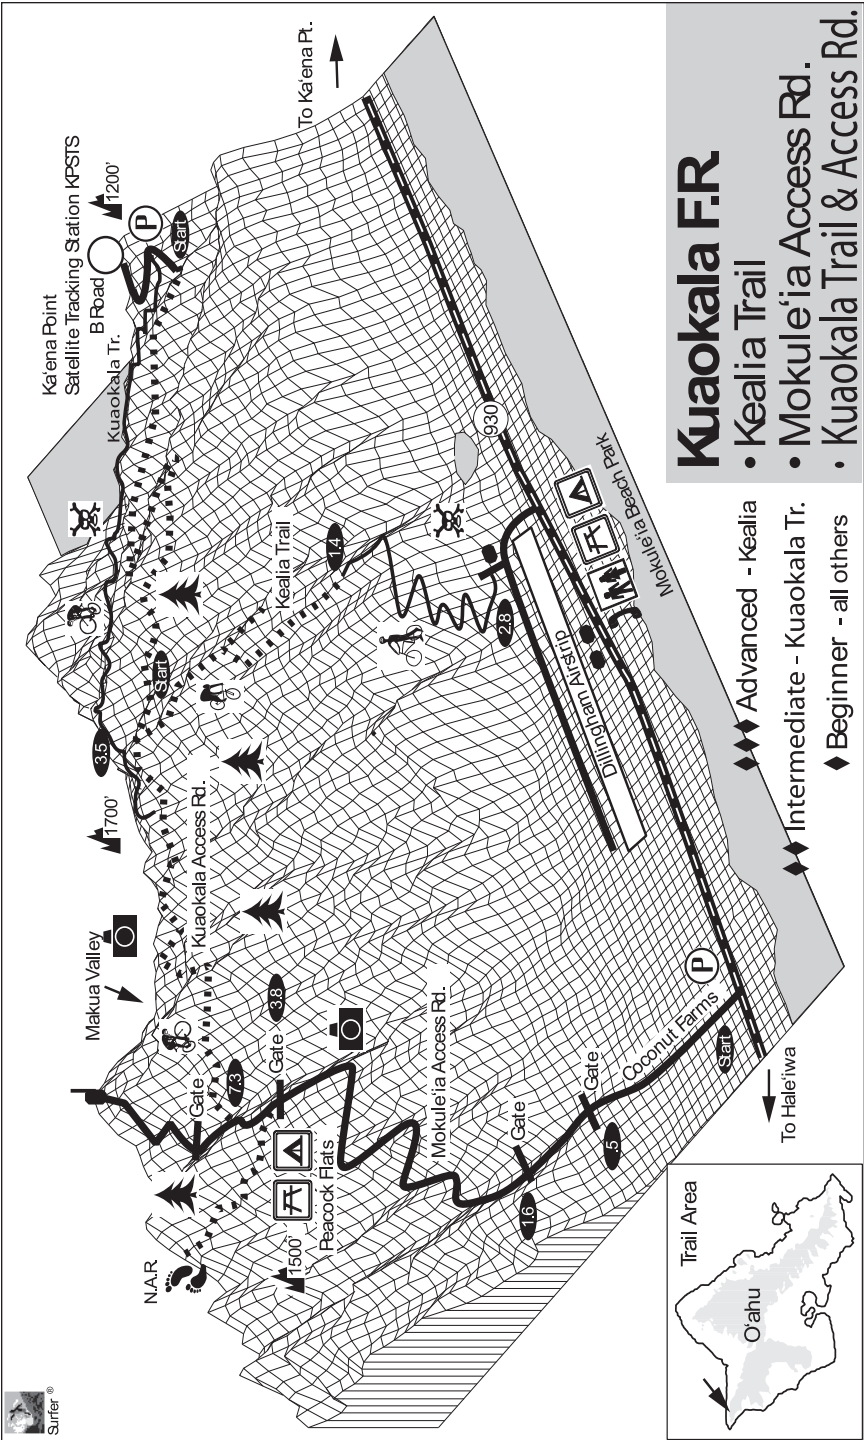 Kuaokala F.R.
• Kealia Trail
• Mokule‘ia Access Rd.
• Kuaokala Trail & Access Rd.
Advanced - Kealia
Intermediate - Kuaokala Tr.
Beginner - all others
Ka‘ena Point
Satellite Tracking Station KPSTS
B Road
1200'
P
Start
Kuaokala Tr.
To Ka‘ena Pt.
3.5
1700'
Start
Kealia Trail
1.4
930
Makua Valley
Kuaokala Access Rd.
2.8
Dillingham Airstrip
Mokule‘ia Beach Park
Gate
7.3
Gate
3.8
Mokule‘ia Access Rd.
N.A.R
1500'
Peacock Flats
Gate
1.6
Gate
.5
Coconut Farms
P
Start
To Hale‘iwa
Trail Area
O‘ahu
Surfer ®